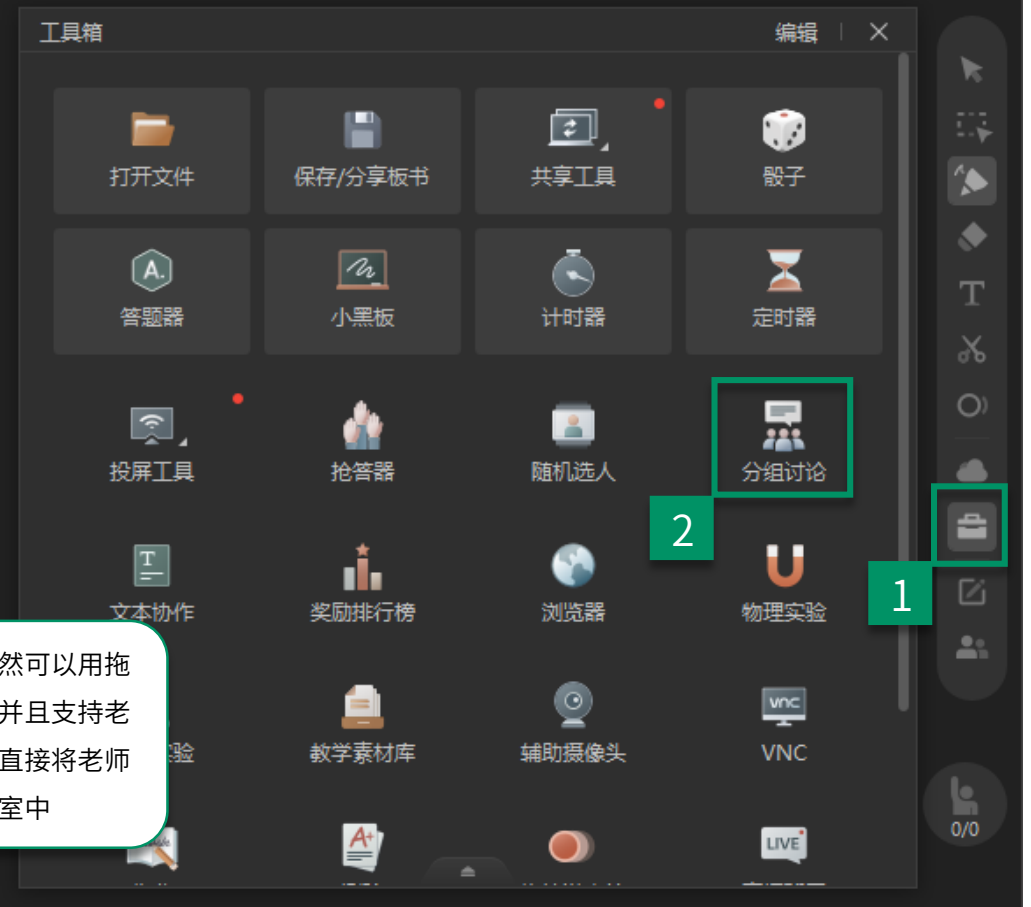 工具箱
编辑
打开文件
保存/分享板书
共享工具
骰子
A.
答题器
小黑板
计时器
定时器
投屏工具
抢答器
随机选人
分组讨论
2
1
T
T
文本协作
奖励排行榜
浏览器
物理实验
然可以用拖
并且支持老
直接将老师
室中
验
教学素材库
辅助摄像头
vnc
VNC
A+
LIVE
0/0